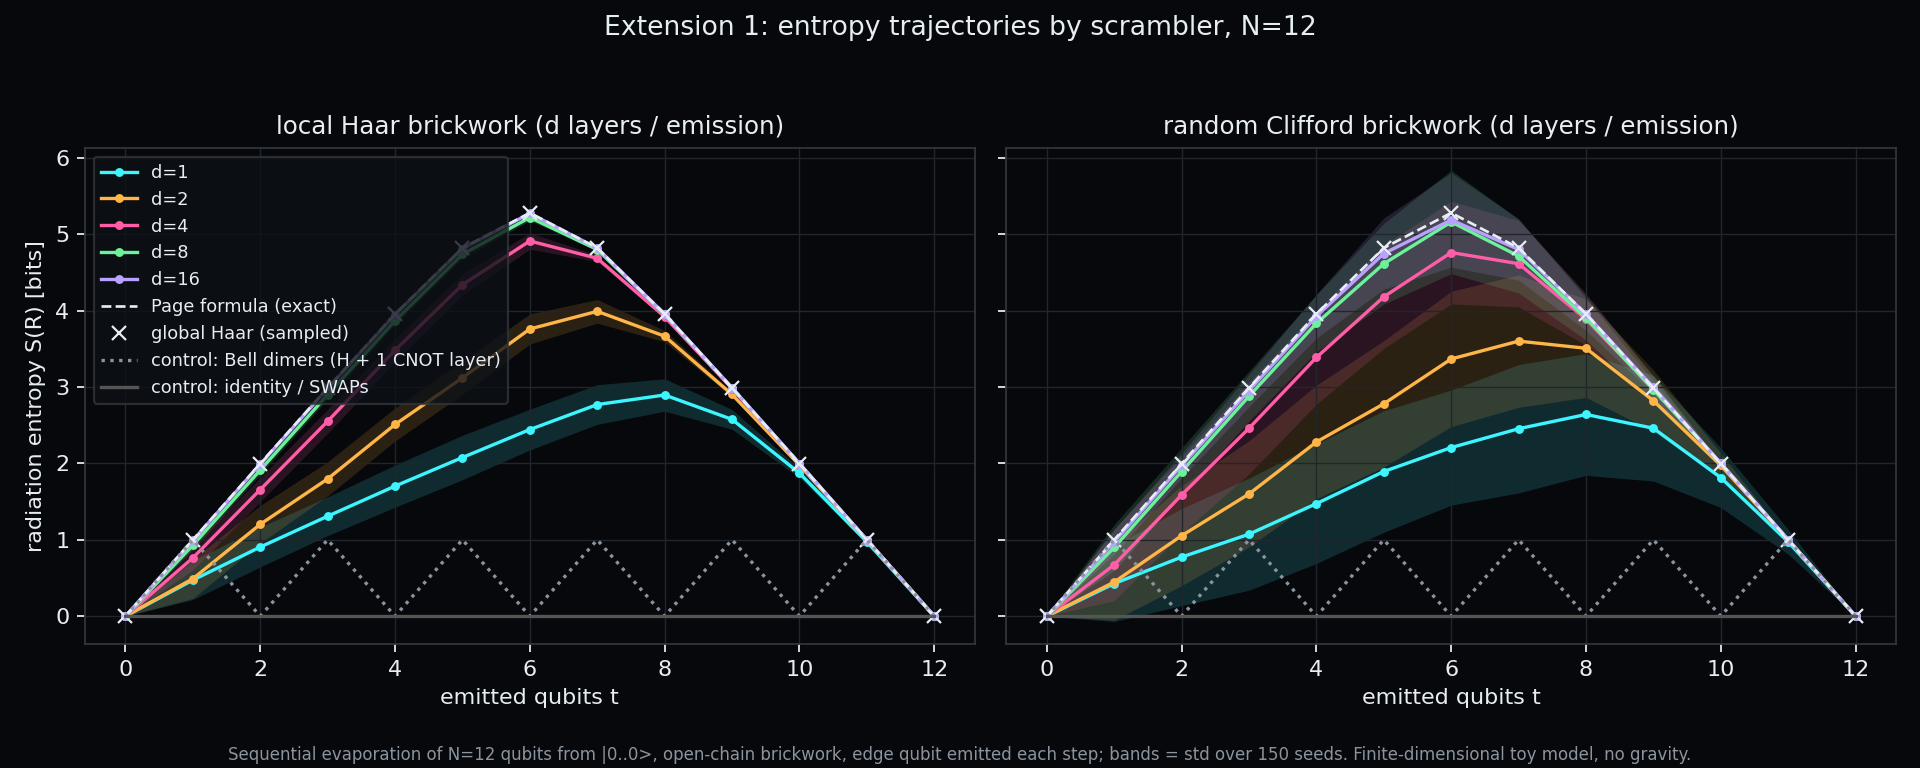 Extension 1: entropy trajectories by scrambler, N=12
local Haar brickwork (d layers / emission)
random Clifford brickwork (d layers / emission)
radiation entropy S(R) [bits]
6
5
4
3
2
1
0
d=1
d=2
d=4
d=8
d=16
Page formula (exact)
global Haar (sampled)
control: Bell dimers (H + 1 CNOT layer)
control: identity / SWAPs
0 2 4 6 8 10 12
0 2 4 6 8 10 12
emitted qubits t
emitted qubits t
Sequential evaporation of N=12 qubits from |0..0>, open-chain brickwork, edge qubit emitted each step; bands = std over 150 seeds. Finite-dimensional toy model, no gravity.